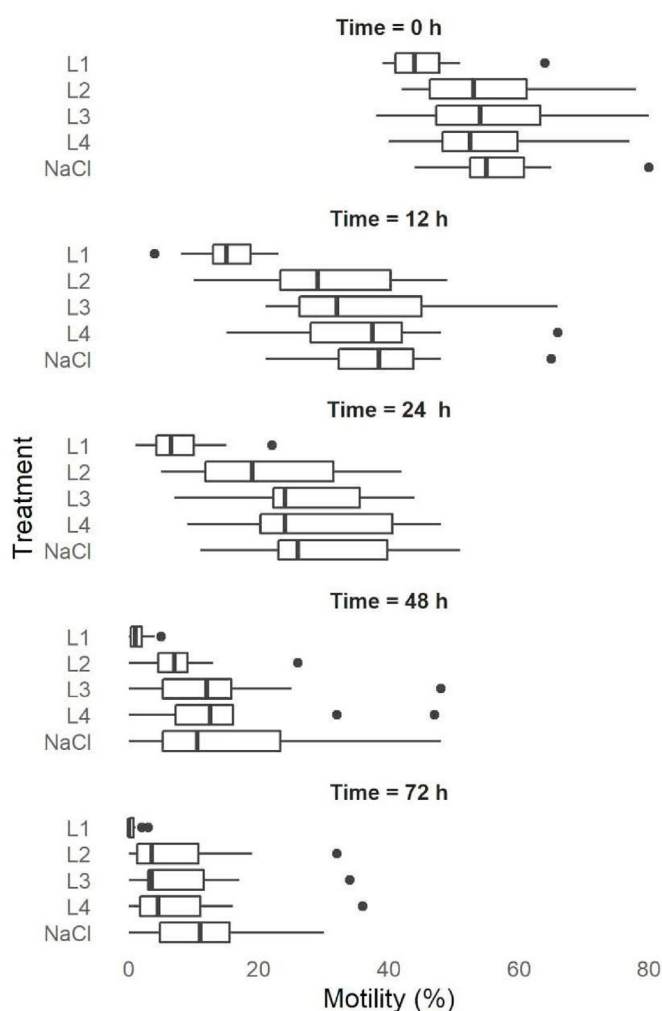 Time = 0 h
L1
L2
L3
L4
NaCl
Time = 12 h
L1
L2
L3
L4
NaCl
Time = 24 h
L1
L2
L3
L4
NaCl
Treatment
Time = 48 h
L1
L2
L3
L4
NaCl
Time = 72 h
L1
L2
L3
L4
NaCl
0 20 40 60 80
Motility (%)